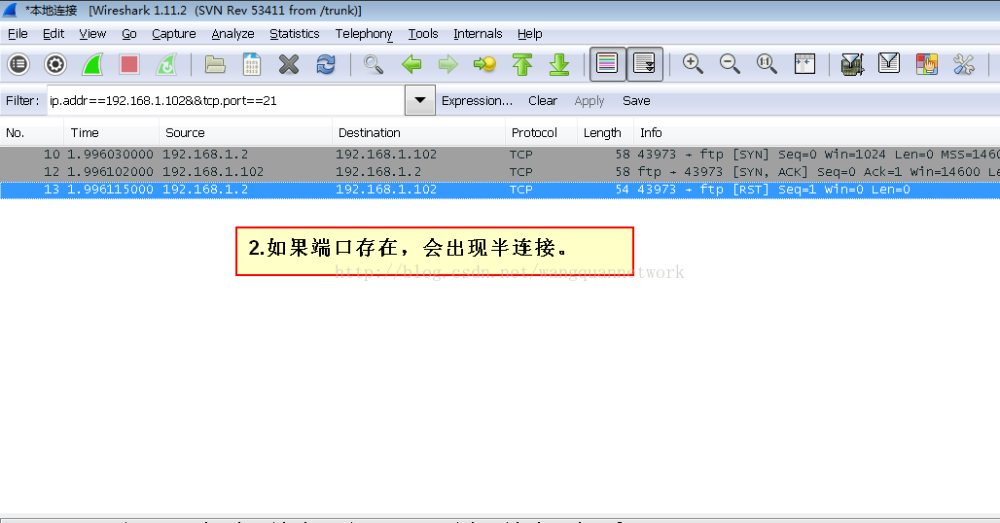 *本地连接 [Wireshark 1.11.2 (SVN Rev 53411 from /trunk)]
File Edit View Go Capture Analyze Statistics Telephony Tools Internals Help
Filter: ip.addr==192.168.1.102&&tcp.port==21 Expression... Clear Apply Save
No. Time Source Destination Protocol Length Info
10 1.996030000 192.168.1.2 192.168.1.102 TCP 58 43973 → ftp [SYN] Seq=0 Win=1024 Len=0 MSS=1460
12 1.996102000 192.168.1.102 192.168.1.2 TCP 58 ftp → 43973 [SYN, ACK] Seq=0 Ack=1 Win=14600 Le
13 1.996115000 192.168.1.2 192.168.1.102 TCP 54 43973 → ftp [RST] Seq=1 Win=0 Len=0
2.如果端口存在，会出现半连接。
http://blog.csdn.net/wangquannetwork